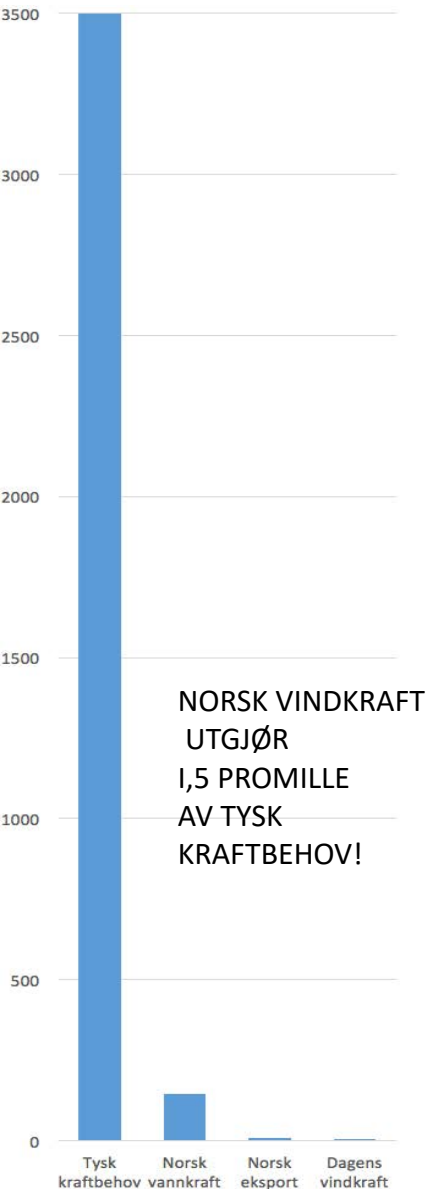 3500
3000
2500
2000
1500
NORSK VINDKRAFT
UTGJØR
I,5 PROMILLE
AV TYSK
KRAFTBEHOV!
1000
500
0
Tysk kraftbehov
Norsk vannkraft
Norsk eksport
Dagens vindkraft